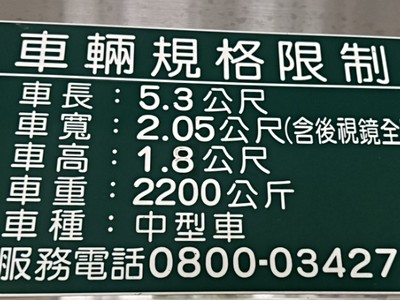 車輛規格限制
車長：5.3公尺
車寬：2.05公尺(含後視鏡全
車高：1.8公尺
車重：2200公斤
車種：中型車
服務電話0800-03427